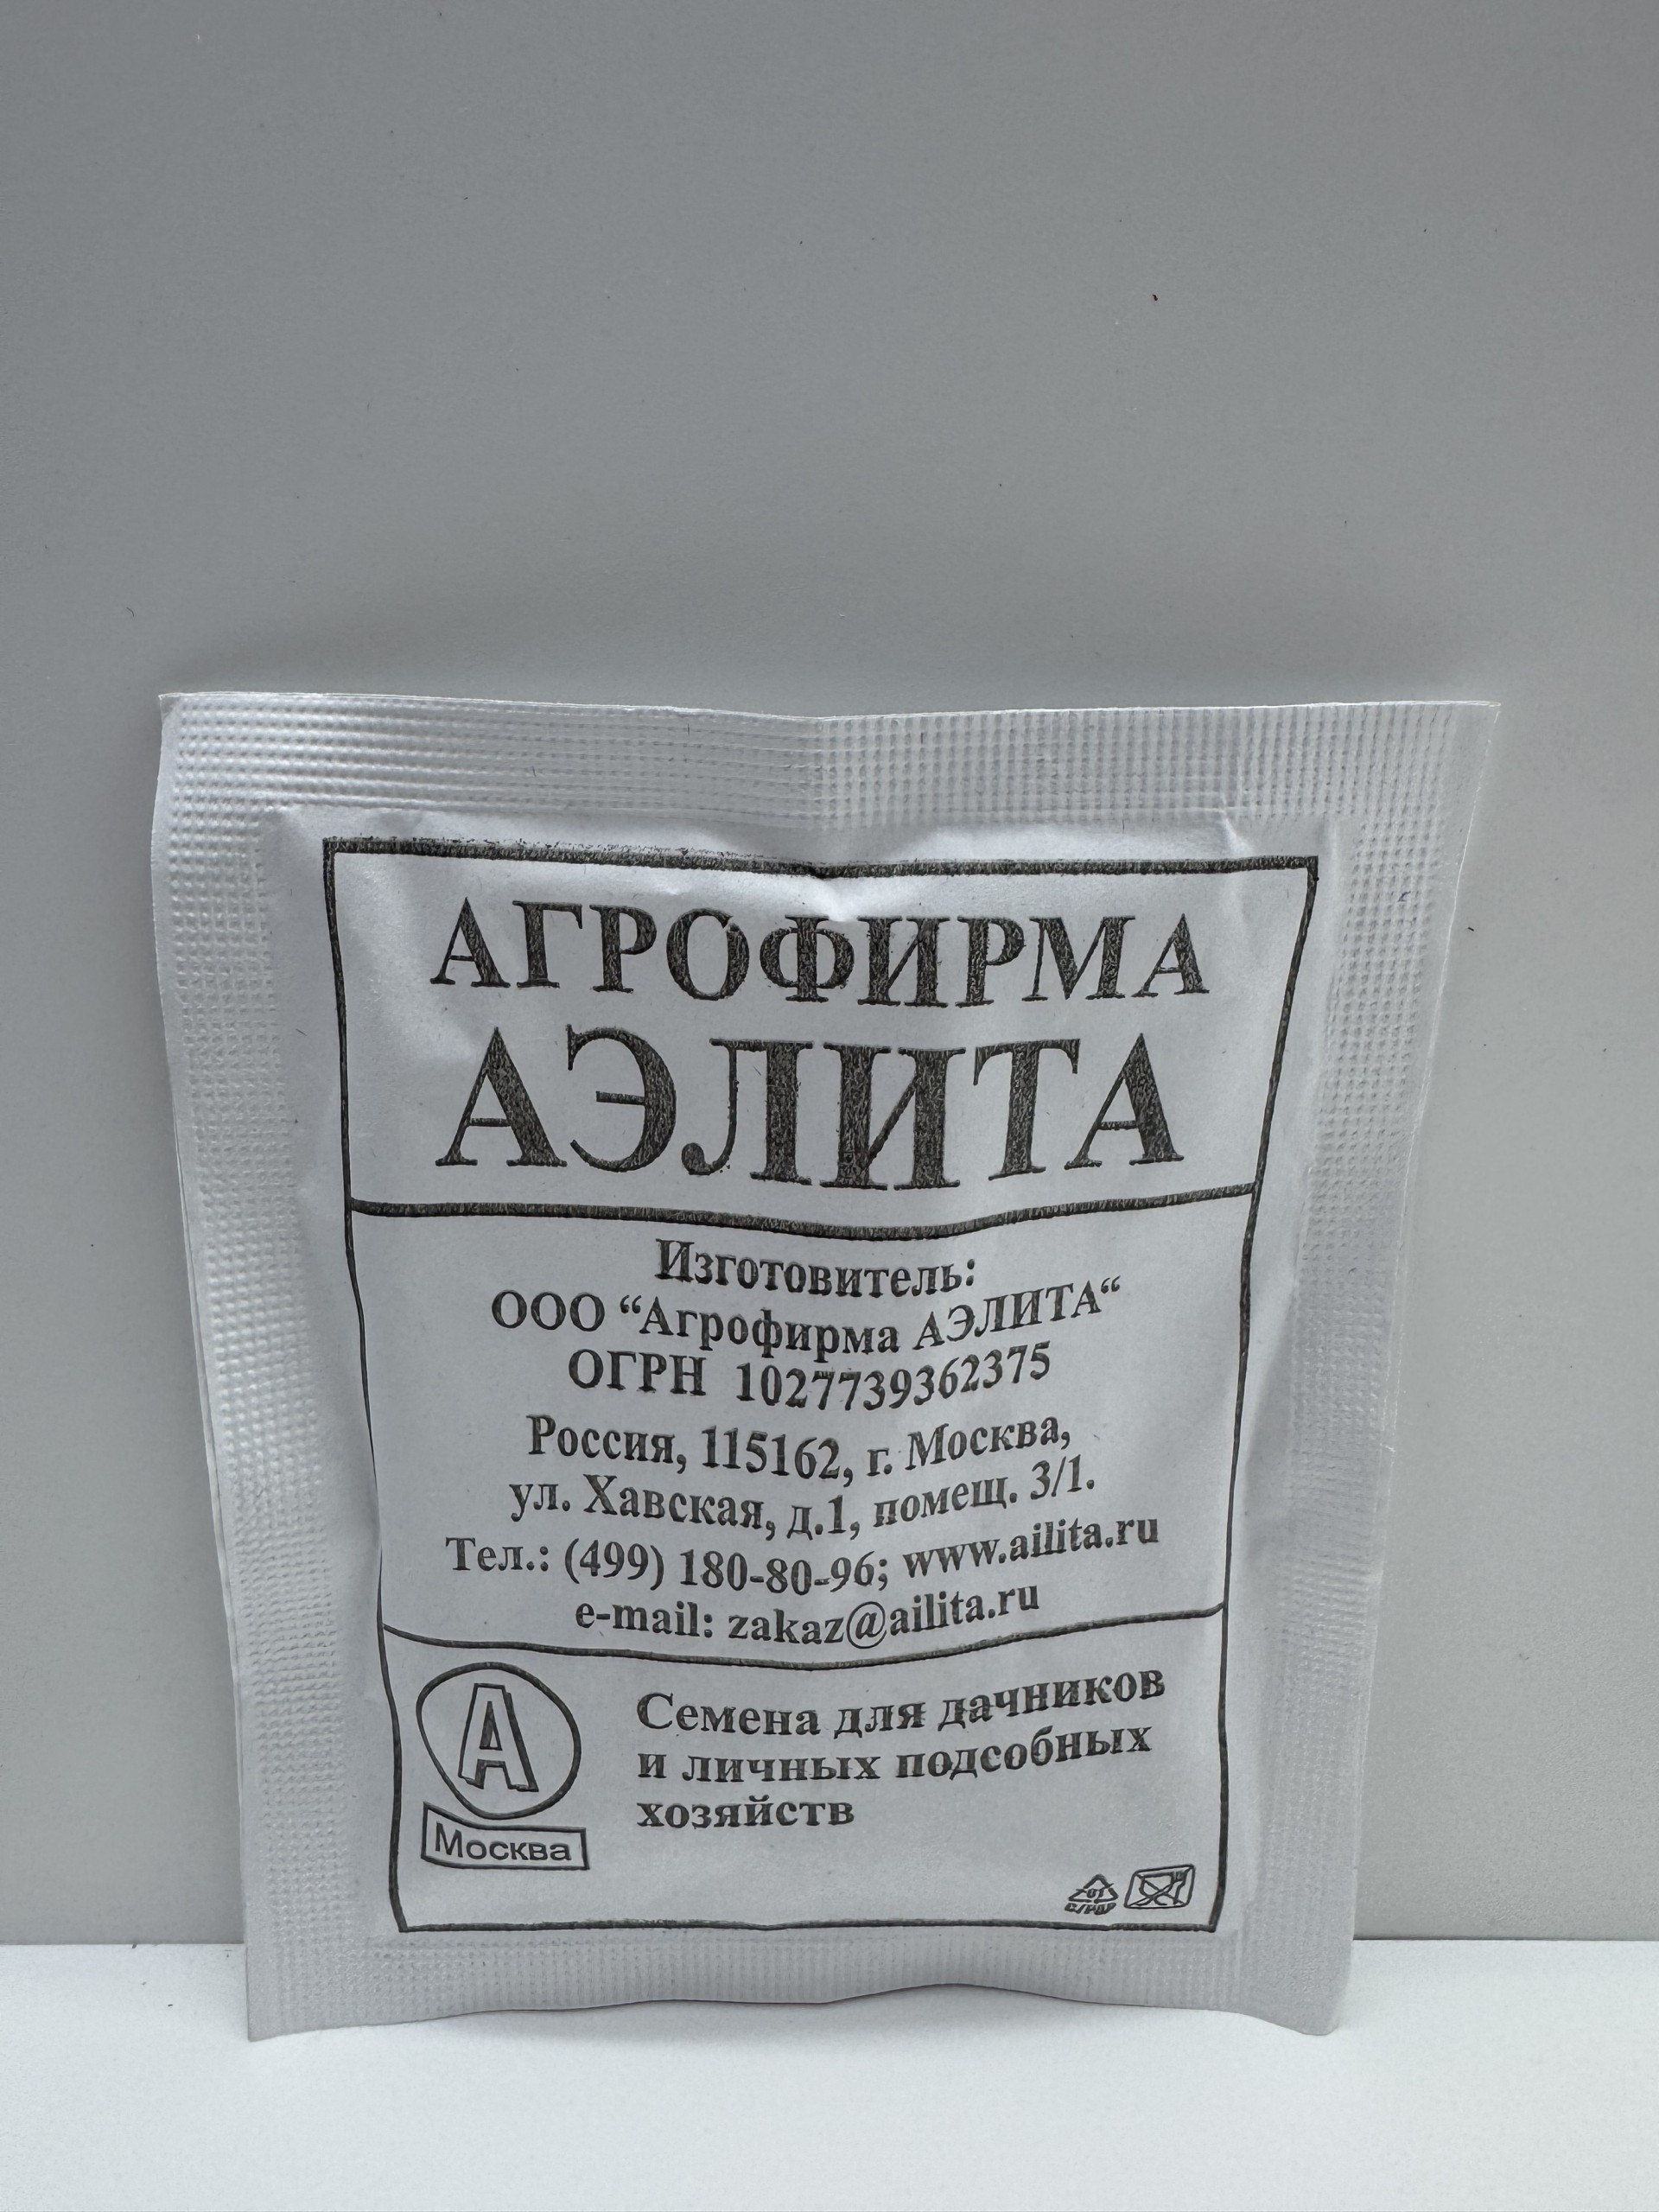 АГРОФИРМА
АЭЛИТА
Изготовитель:
ООО “Агрофирма АЭЛИТА“
ОГРН 1027739362375
Россия, 115162, г. Москва,
ул. Хавская, д.1, помещ. 3/1.
Тел.: (499) 180-80-96; www.ailita.ru
e-mail: zakaz@ailita.ru
А
Москва
Семена для дачников
и личных подсобных
хозяйств